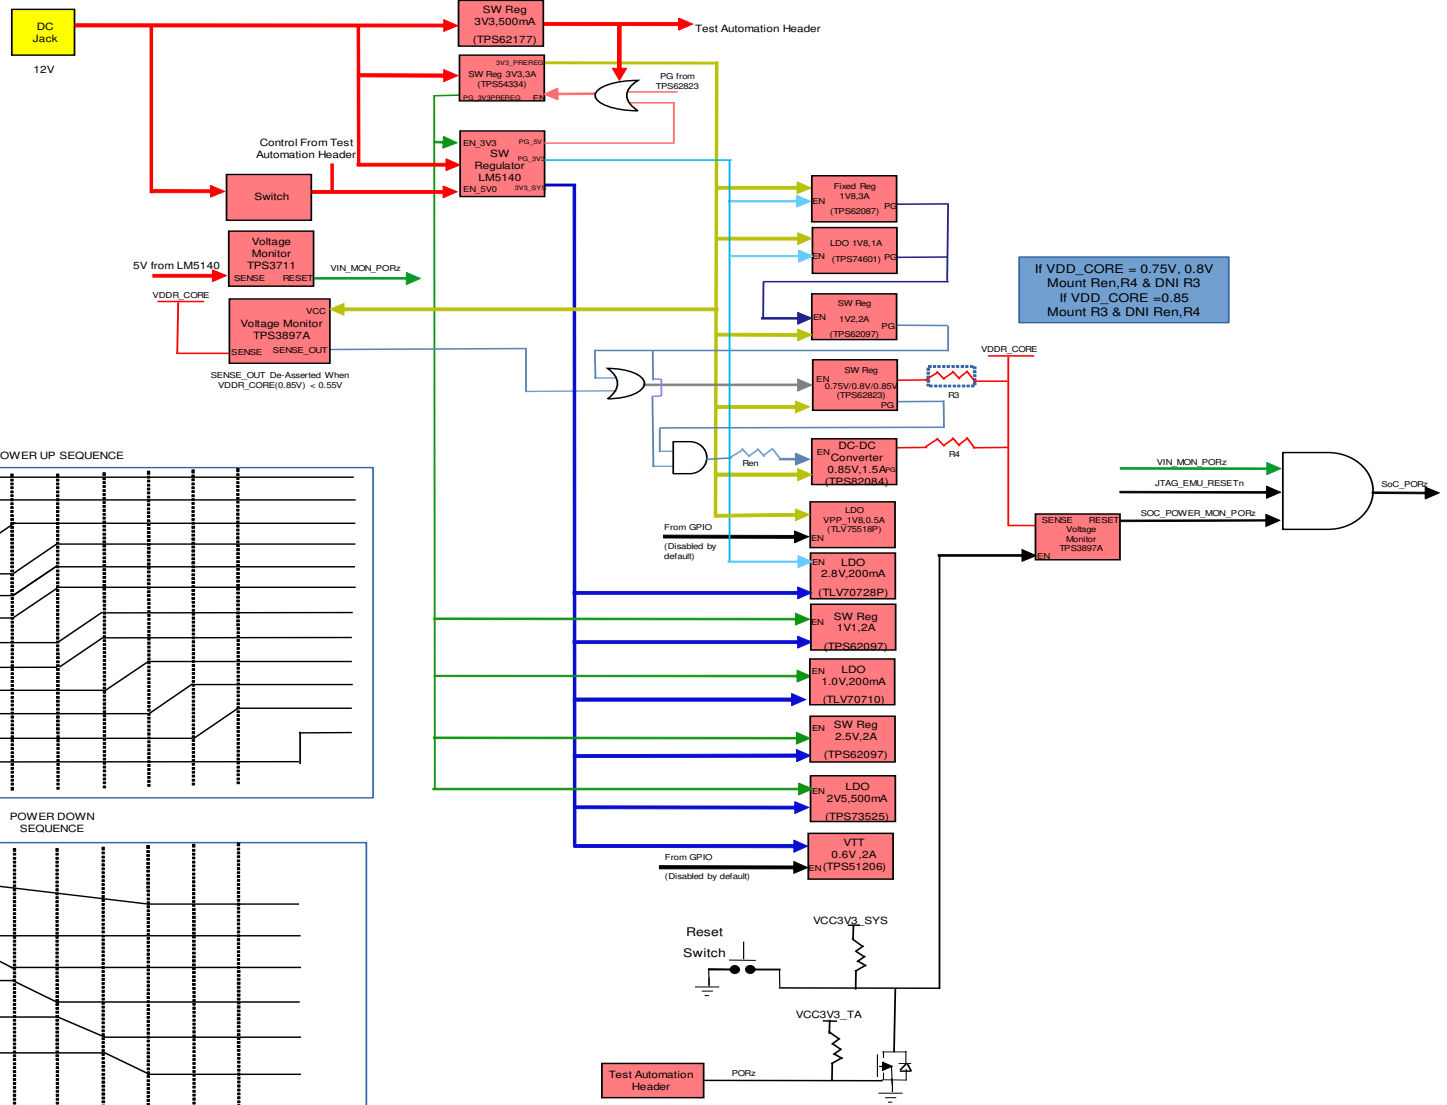 DC
Jack
12V
SW Reg
3V3,500mA
(TPS62177)
Test Automation Header
3V3_PREREG
SW Reg 3V3,3A
(TPS54334)
PG_3V3PREREG EN
PG from
TPS62823
Control From Test
Automation Header
EN_3V3
PG_5V
SW
PG_3V3
Regulator
LM5140
EN_5V0
3V3_SYS
Switch
Voltage
Monitor
TPS3711
SENSE RESET
5V from LM5140
VIN_MON_PORz
VDDR_CORE
VCC
Voltage Monitor
TPS3897A
SENSE SENSE_OUT
SENSE_OUT De-Asserted When
VDDR_CORE(0.85V) < 0.55V
Fixed Reg
1V8,3A
EN PG
(TPS62087)
LDO 1V8,1A
EN (TPS74601) PG
SW Reg
EN 1V2,2A
PG
(TPS62097)
SW Reg
EN
0.75V/0.8V/0.85V
(TPS62823)
PG
DC-DC
EN Converter
0.85V,1.5A PG
(TPS82084)
Ren
R3
R4
VDDR_CORE
If VDD_CORE = 0.75V, 0.8V
Mount Ren,R4 & DNI R3
If VDD_CORE =0.85
Mount R3 & DNI Ren,R4
LDO
VPP_1V8,0.5A
(TLV75518P)
EN
From GPIO
(Disabled by
default)
EN LDO
2.8V,200mA
(TLV70728P)
SW Reg
EN 1V1,2A
(TPS62097)
EN LDO
1.0V,200mA
(TLV70710)
EN SW Reg
2.5V,2A
(TPS62097)
LDO
EN
2V5,500mA
(TPS73525)
VTT
0.6V ,2A
EN (TPS51206)
From GPIO
(Disabled by default)
VIN_MON_PORz
JTAG_EMU_RESETn
SOC_POWER_MON_PORz
SoC_PORz
SENSE RESET
Voltage
Monitor
TPS3897A
EN
OWER UP SEQUENCE
POWER DOWN
SEQUENCE
Reset
Switch
VCC3V3_SYS
VCC3V3_TA
Test Automation
Header
PORz